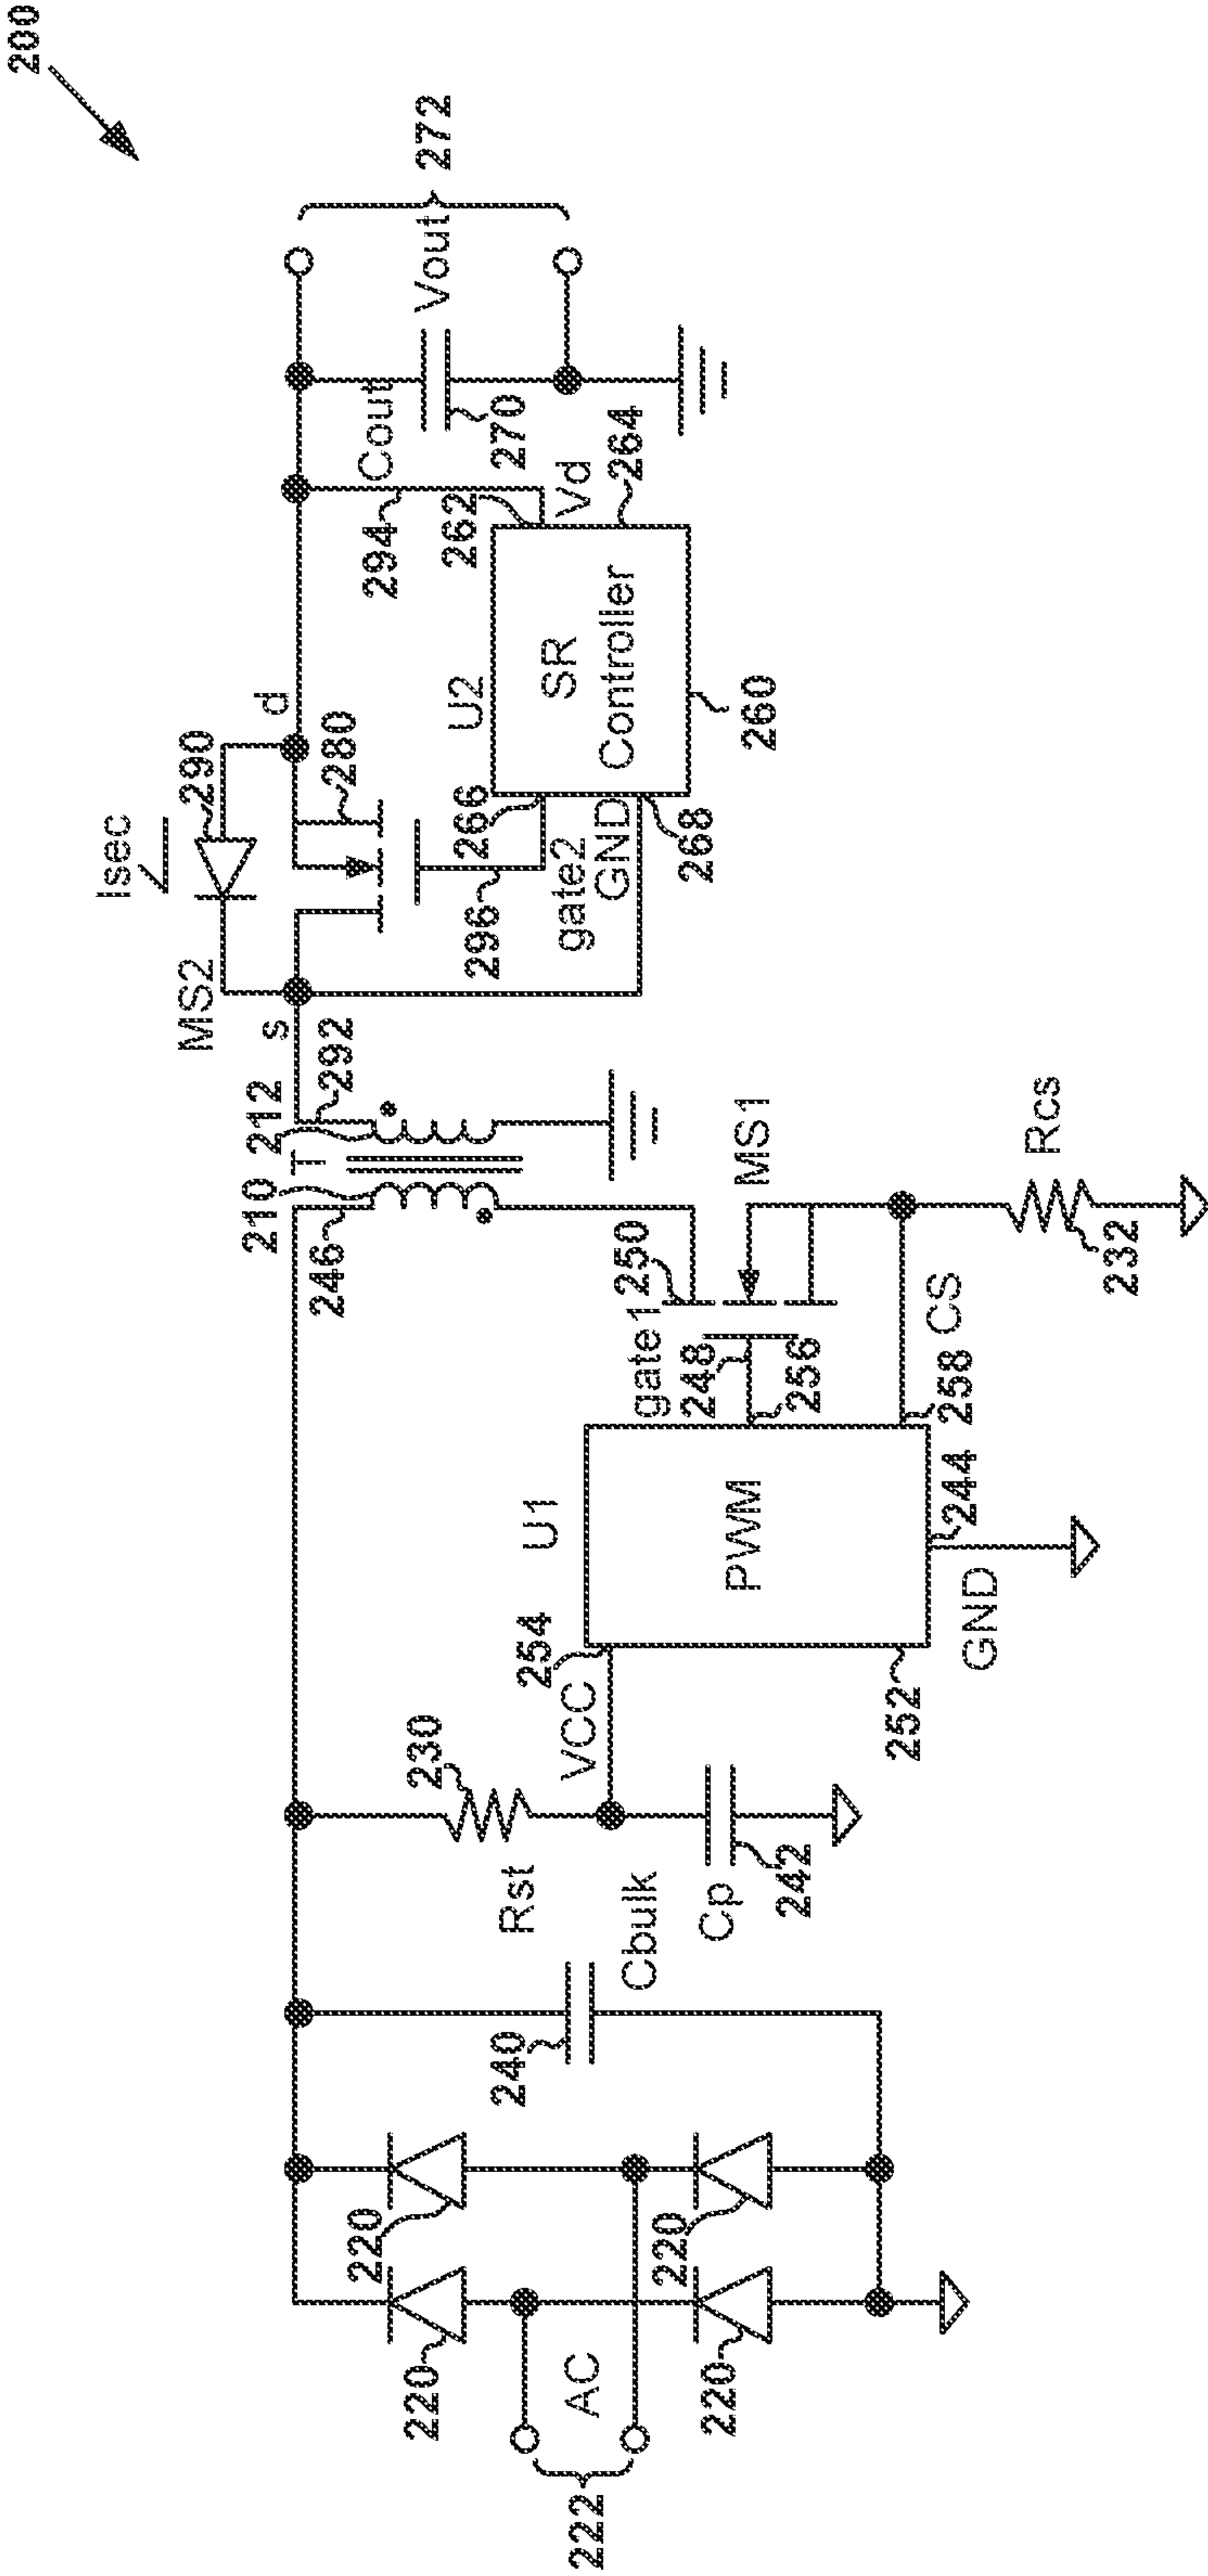 200
Isec
290
MS2
s
d
280
292
210
T
212
246
296
gate2
266
GND
268
U2
SR
Controller
260
262
Vd
264
294
Cout
270
Vout
272
230
Rst
VCC
254
U1
PWM
252
GND
244
gate1
248
256
250
MS1
CS
258
Rcs
232
240
Cbulk
Cp
242
220
220
220
220
AC
222